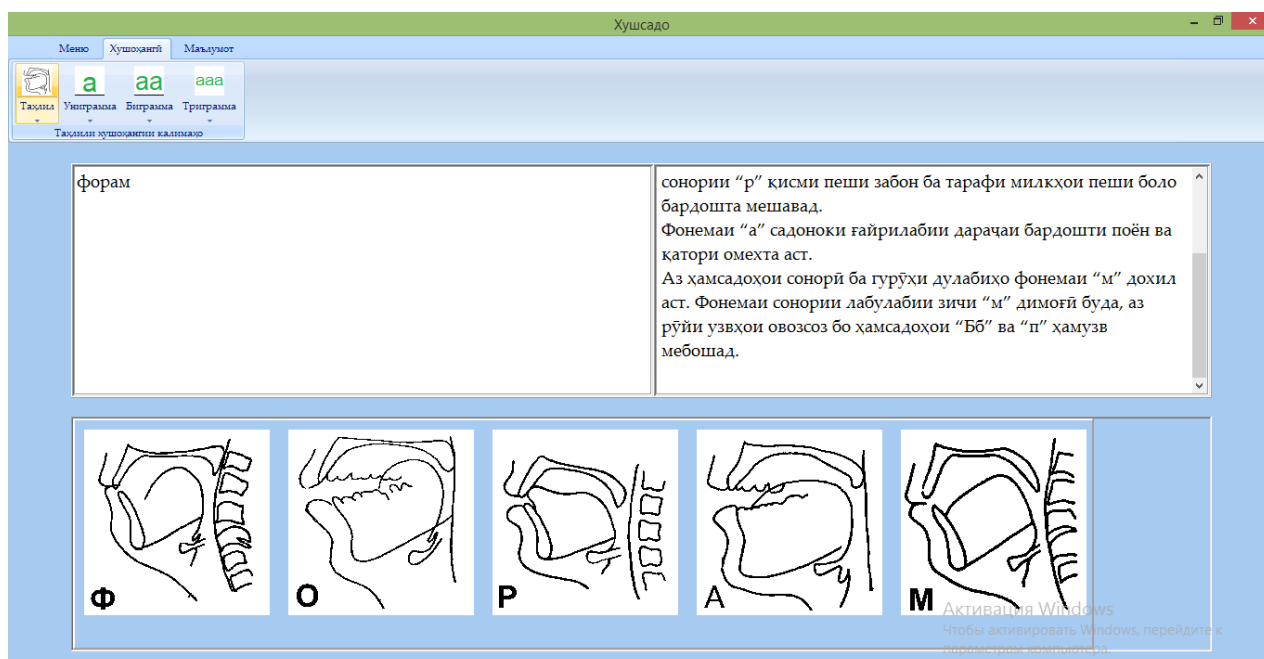 Хушсадо
Меню Хушоҳангӣ Маълумот
а аа ааа
Таҳлил Униграмма Биграмма Триграмма
Таҳлили хушоҳангии калимаҳо
форам
сонории “р” қисми пеши забон ба тарафи милкҳои пеши боло
бардошта мешавад.
Фонемаи “а” садоноки ғайрилабии дараҷаи бардошти поён ва
қатори омехта аст.
Аз ҳамсадоҳои сонорӣ ба гурӯҳи дулабиҳо фонемаи “м” дохил
аст. Фонемаи сонории лабулабии зичи “м” димоғӣ буда, аз
рӯйи узвҳои овозсоз бо ҳамсадоҳои “Бб” ва “п” ҳамузв
мебошад.
Ф О Р А М
Активация Windows
Чтобы активировать Windows, перейдите к
параметрам компьютера.